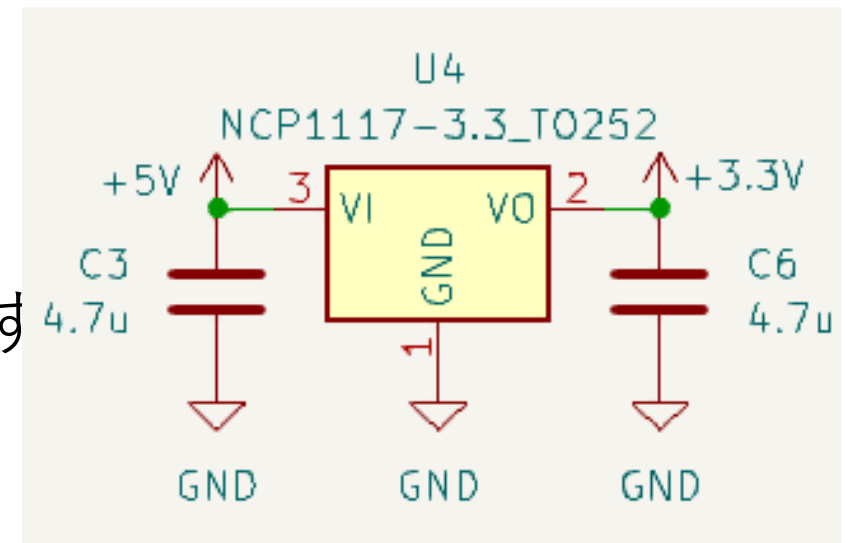 U4
NCP1117-3.3_TO252
+5V
3
VI
VO
2
+3.3V
GND
C3
4.7u
C6
4.7u
す
1
GND
GND
GND